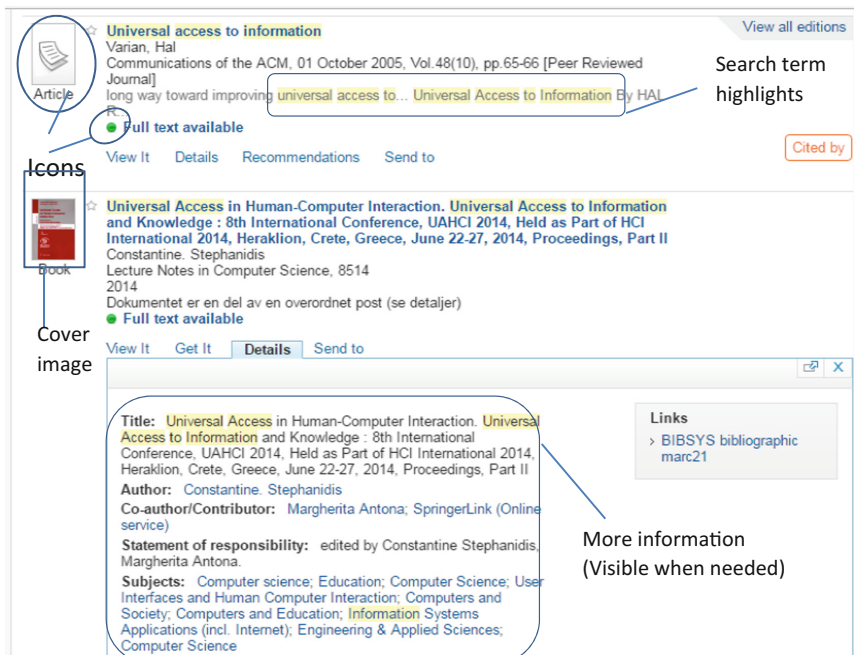 Universal access to information
View all editions
Varian, Hal
Communications of the ACM, 01 October 2005, Vol.48(10), pp.65-66 [Peer Reviewed
Journal]
Search term
highlights
Article
long way toward improving universal access to... Universal Access to Information By HAL
R...
Full text available
Icons
View It Details Recommendations Send to
Cited by
Universal Access in Human-Computer Interaction. Universal Access to Information
and Knowledge : 8th International Conference, UAHCI 2014, Held as Part of HCI
International 2014, Heraklion, Crete, Greece, June 22-27, 2014, Proceedings, Part II
Book
Constantine. Stephanidis
Lecture Notes in Computer Science, 8514
2014
Dokumentet er en del av en overordnet post (se detaljer)
Full text available
Cover
image
View It Get It Details Send to
X
Title: Universal Access in Human-Computer Interaction. Universal
Access to Information and Knowledge : 8th International
Conference, UAHCI 2014, Held as Part of HCI International 2014,
Heraklion, Crete, Greece, June 22-27, 2014, Proceedings, Part II
Author: Constantine. Stephanidis
Co-author/Contributor: Margherita Antona; SpringerLink (Online
service)
Statement of responsibility: edited by Constantine Stephanidis,
Margherita Antona.
Subjects: Computer science; Education; Computer Science; User
Interfaces and Human Computer Interaction; Computers and
Society; Computers and Education; Information Systems
Applications (incl. Internet); Engineering & Applied Sciences;
Computer Science
Links
> BIBSYS bibliographic
marc21
More information
(Visible when needed)